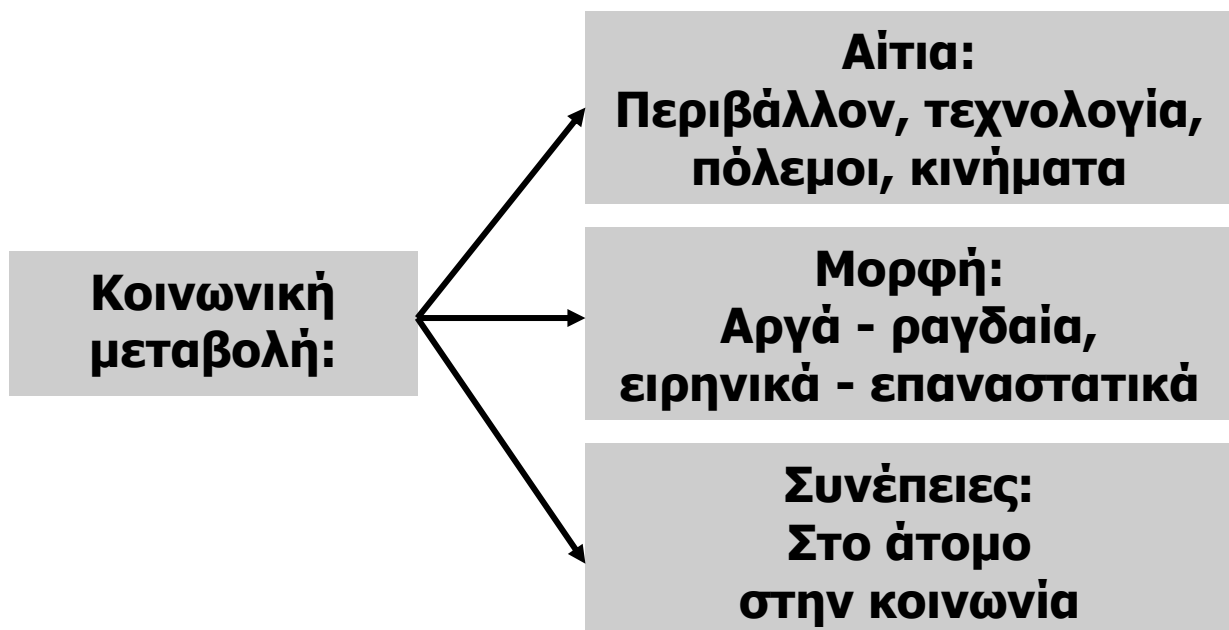 Κοινωνική
μεταβολή:
Αίτια:
Περιβάλλον, τεχνολογία,
πόλεμοι, κινήματα
Μορφή:
Αργά - ραγδαία,
ειρηνικά - επαναστατικά
Συνέπειες:
Στο άτομο
στην κοινωνία